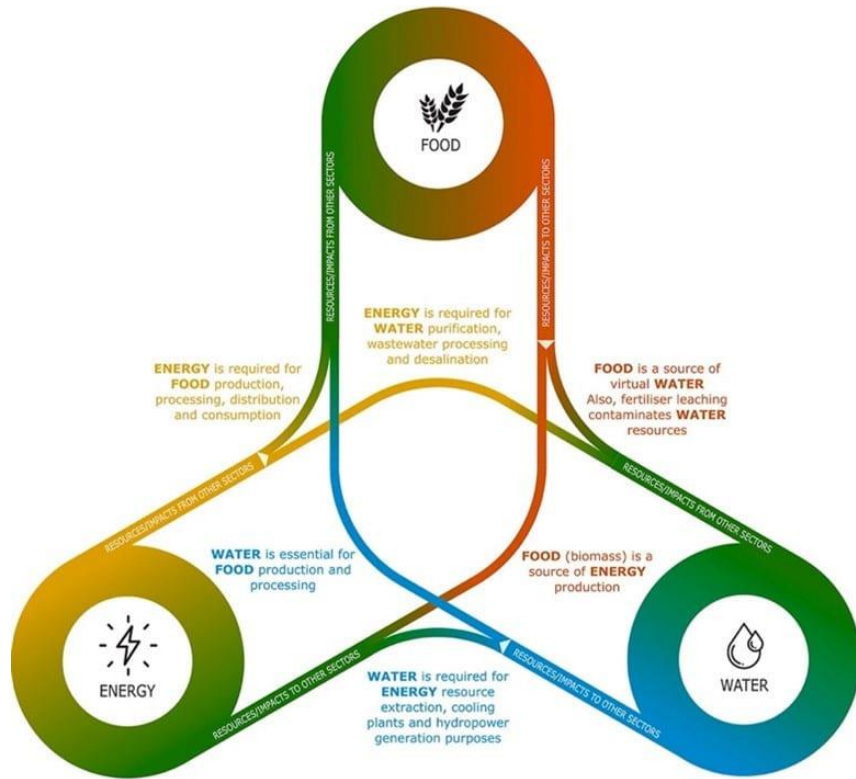 FOOD
RESOURCES/IMPACTS FROM OTHER SECTORS
RESOURCES/IMPACTS TO OTHER SECTORS
ENERGY is required for
WATER purification,
wastewater processing
and desalination
ENERGY is required for
FOOD production,
processing, distribution
and consumption
FOOD is a source of
virtual WATER
Also, fertiliser leaching
contaminates WATER
resources
RESOURCES/IMPACTS FROM OTHER SECTORS
RESOURCES/IMPACTS FROM OTHER SECTORS
WATER is essential for
FOOD production and
processing
FOOD (biomass) is a
source of ENERGY
production
ENERGY
WATER
RESOURCES/IMPACTS TO OTHER SECTORS
RESOURCES/IMPACTS TO OTHER SECTORS
WATER is required for
ENERGY resource
extraction, cooling
plants and hydropower
generation purposes